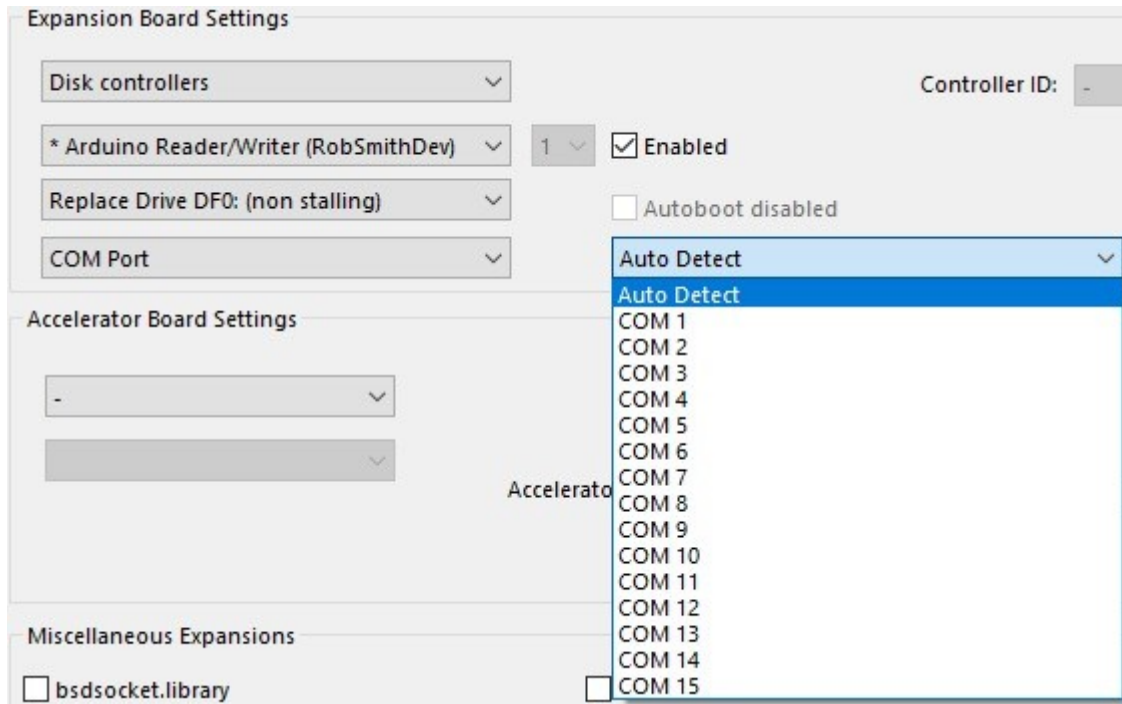 Expansion Board Settings
Disk controllers
Controller ID: -
* Arduino Reader/Writer (RobSmithDev) 1 Enabled
Replace Drive DF0: (non stalling) Autoboot disabled
COM Port Auto Detect
Auto Detect
COM 1
COM 2
COM 3
COM 4
COM 5
COM 6
COM 7
COM 8
COM 9
COM 10
COM 11
COM 12
COM 13
COM 14
COM 15
Accelerator Board Settings
-
Accelerato
Miscellaneous Expansions
bsdsocket.library